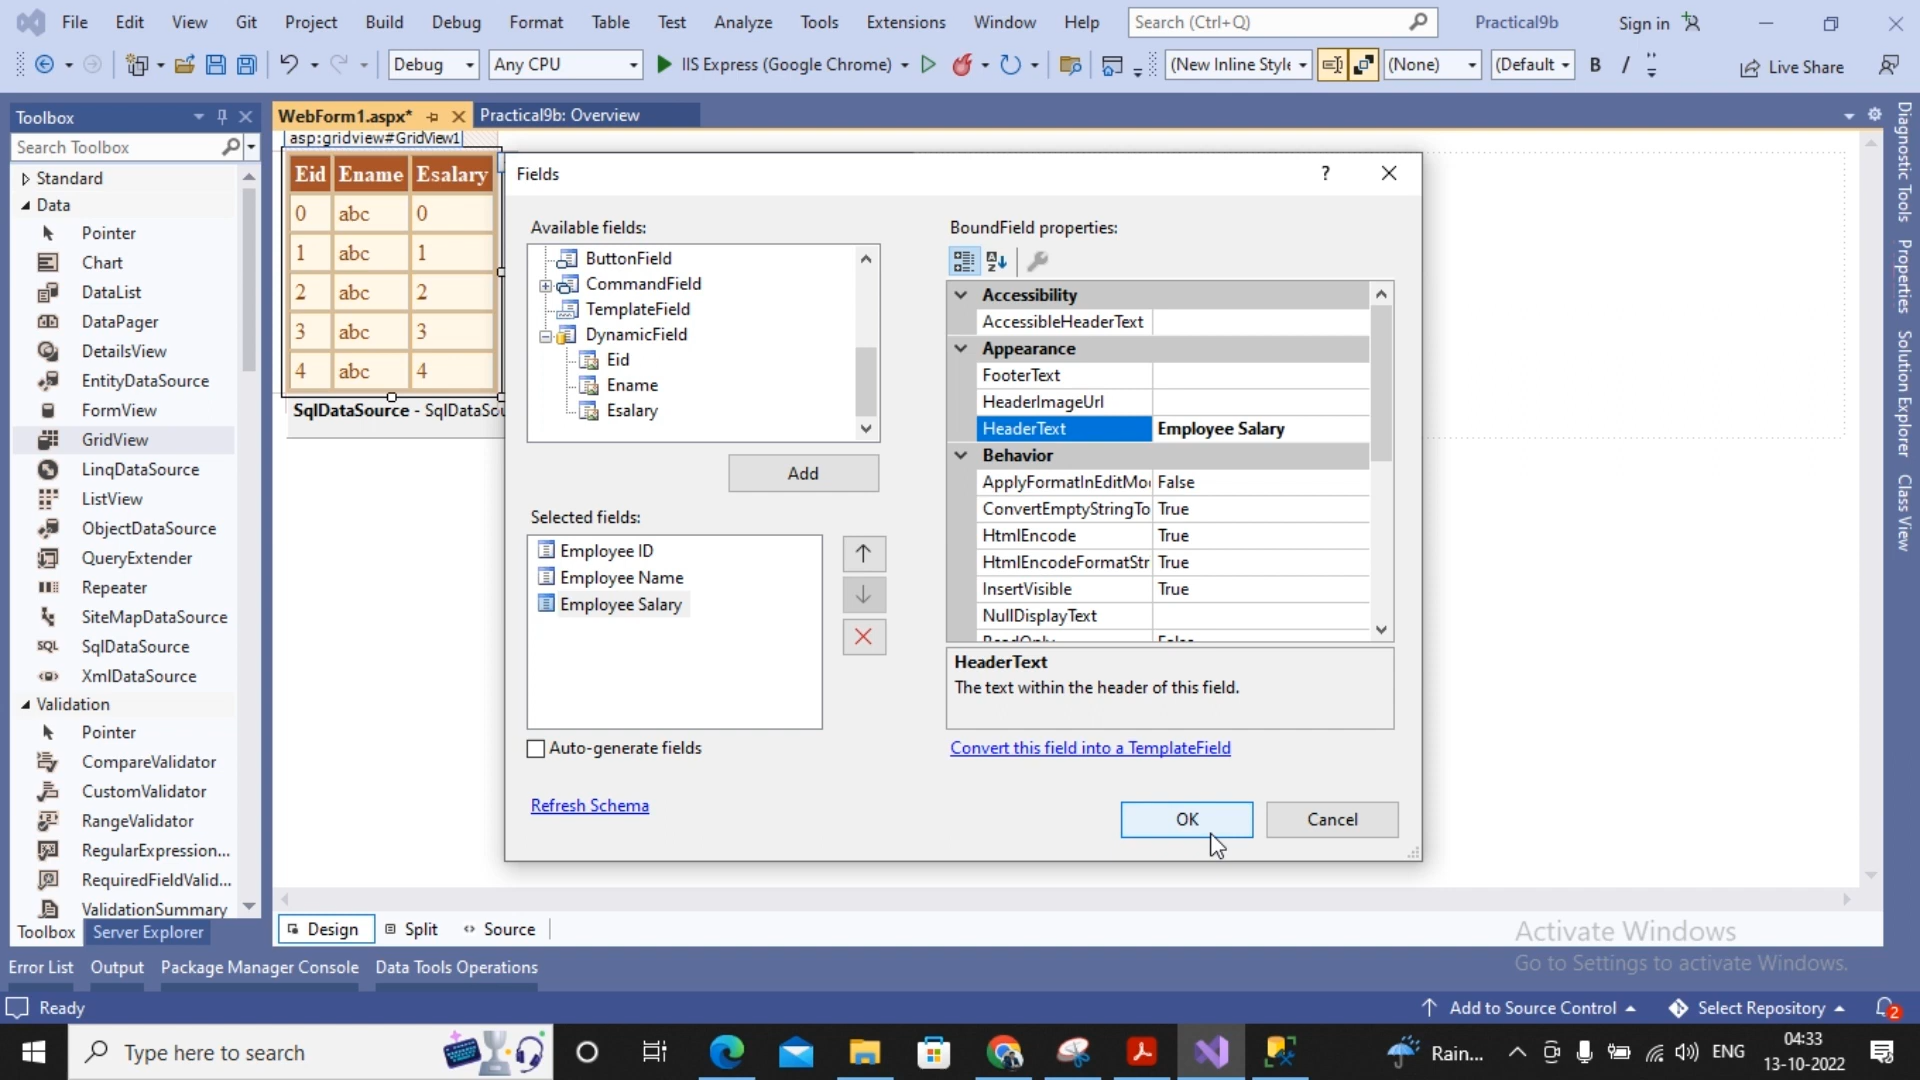 File Edit View Git Project Build Debug Format Table Test Analyze Tools Extensions Window Help Search (Ctrl+Q) Practical9b Sign in
Debug Any CPU IIS Express (Google Chrome) (New Inline Style (None) (Default B I Live Share
Toolbox
Search Toolbox
Standard
Data
Pointer
Chart
DataList
DataPager
DetailsView
EntityDataSource
FormView
GridView
LinqDataSource
ListView
ObjectDataSource
QueryExtender
Repeater
SiteMapDataSource
SQL SqlDataSource
XmlDataSource
Validation
Pointer
CompareValidator
CustomValidator
RangeValidator
RegularExpression...
RequiredFieldValid...
ValidationSummary
Toolbox Server Explorer
WebForm1.aspx* Practical9b: Overview
asp:gridview#GridView1
Eid Ename Esalary
0 abc 0
1 abc 1
2 abc 2
3 abc 3
4 abc 4
SqlDataSource - SqlDataSou
Fields ?
Available fields:
ButtonField
CommandField
TemplateField
DynamicField
Eid
Ename
Esalary
Add
Selected fields:
Employee ID
Employee Name
Employee Salary
Auto-generate fields
Refresh Schema
BoundField properties:
Accessibility
AccessibleHeaderText
Appearance
FooterText
HeaderImageUrl
HeaderText Employee Salary
Behavior
ApplyFormatInEditMo False
ConvertEmptyStringTo True
HtmlEncode True
HtmlEncodeFormatStr True
InsertVisible True
NullDisplayText
ReadOnly False
HeaderText
The text within the header of this field.
Convert this field into a TemplateField
OK Cancel
Diagnostic Tools
Properties
Solution Explorer
Class View
Design Split Source
Activate Windows
Go to Settings to activate Windows.
Error List Output Package Manager Console Data Tools Operations
Ready Add to Source Control Select Repository 2
Type here to search Rain... ENG 04:33
13-10-2022